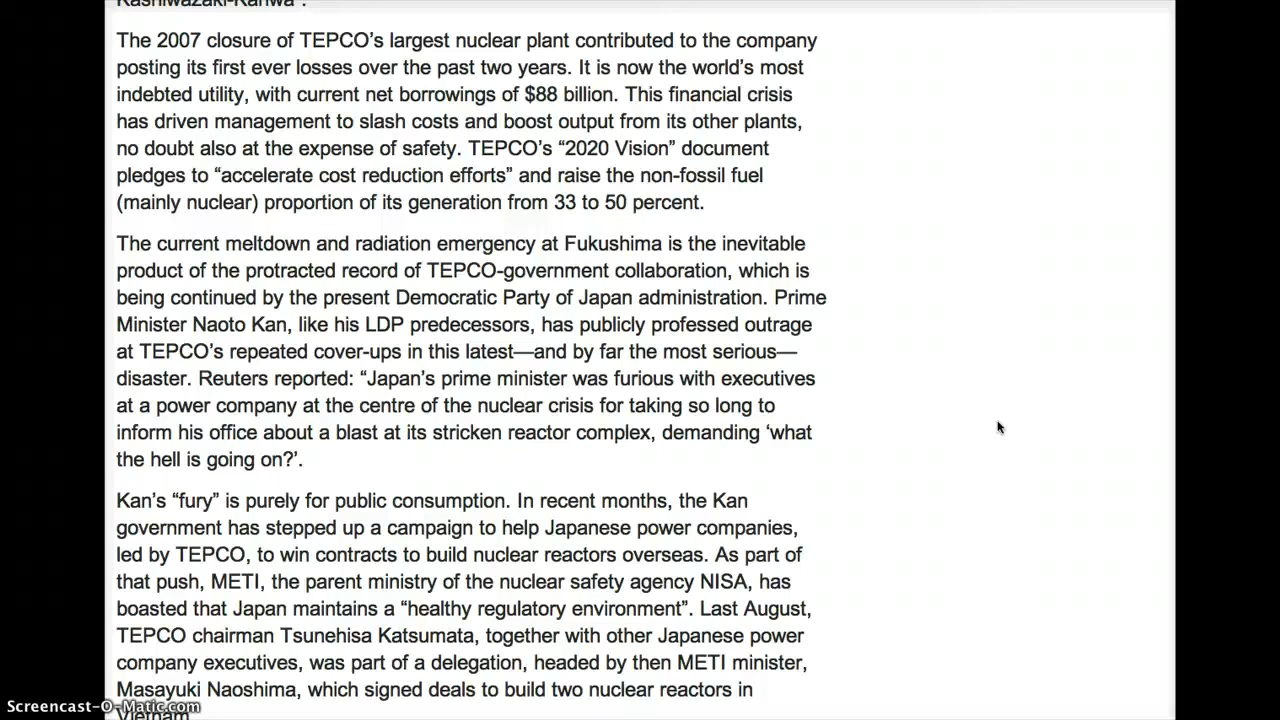 Kashiwazaki-Kariwa”.
The 2007 closure of TEPCO’s largest nuclear plant contributed to the company
posting its first ever losses over the past two years. It is now the world’s most
indebted utility, with current net borrowings of $88 billion. This financial crisis
has driven management to slash costs and boost output from its other plants,
no doubt also at the expense of safety. TEPCO’s “2020 Vision” document
pledges to “accelerate cost reduction efforts” and raise the non-fossil fuel
(mainly nuclear) proportion of its generation from 33 to 50 percent.
The current meltdown and radiation emergency at Fukushima is the inevitable
product of the protracted record of TEPCO-government collaboration, which is
being continued by the present Democratic Party of Japan administration. Prime
Minister Naoto Kan, like his LDP predecessors, has publicly professed outrage
at TEPCO’s repeated cover-ups in this latest—and by far the most serious—
disaster. Reuters reported: “Japan’s prime minister was furious with executives
at a power company at the centre of the nuclear crisis for taking so long to
inform his office about a blast at its stricken reactor complex, demanding ‘what
the hell is going on?’.
Kan’s “fury” is purely for public consumption. In recent months, the Kan
government has stepped up a campaign to help Japanese power companies,
led by TEPCO, to win contracts to build nuclear reactors overseas. As part of
that push, METI, the parent ministry of the nuclear safety agency NISA, has
boasted that Japan maintains a “healthy regulatory environment”. Last August,
TEPCO chairman Tsunehisa Katsumata, together with other Japanese power
company executives, was part of a delegation, headed by then METI minister,
Masayuki Naoshima, which signed deals to build two nuclear reactors in
Vietnam
Screencast-O-Matic.com